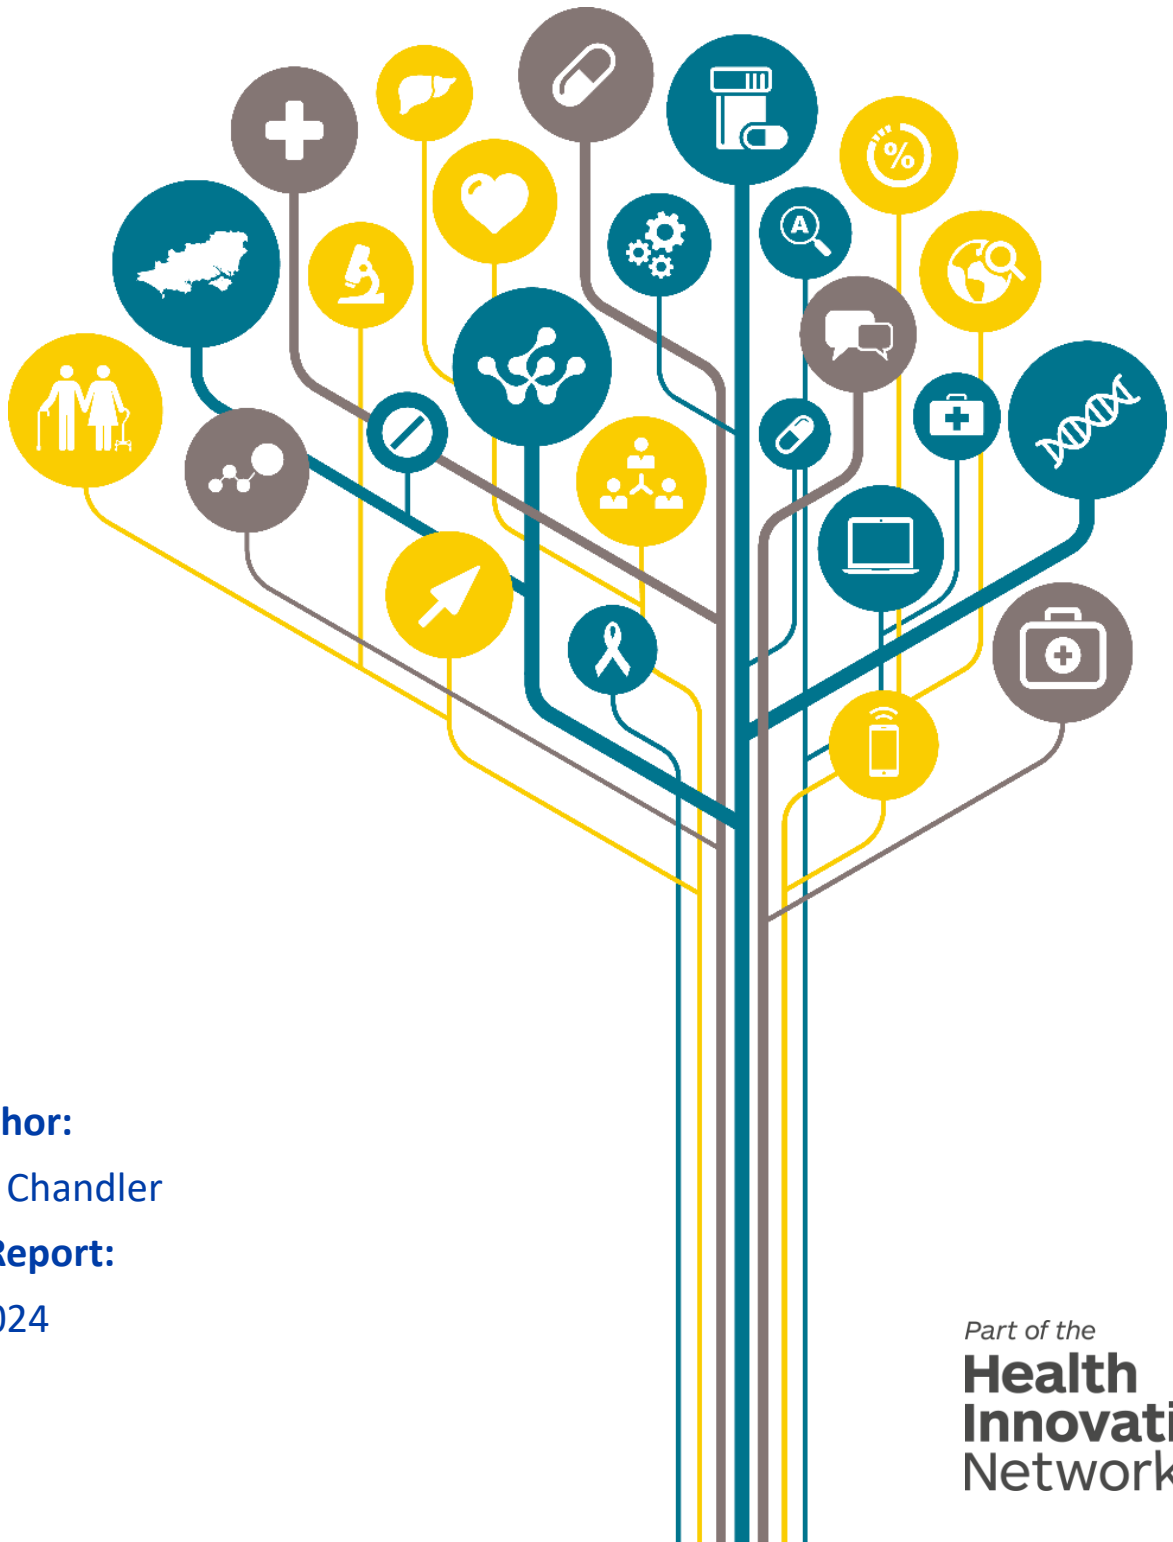 %
A
hor:
Chandler
Report:
024
Part of the
Health
Innovati
Network